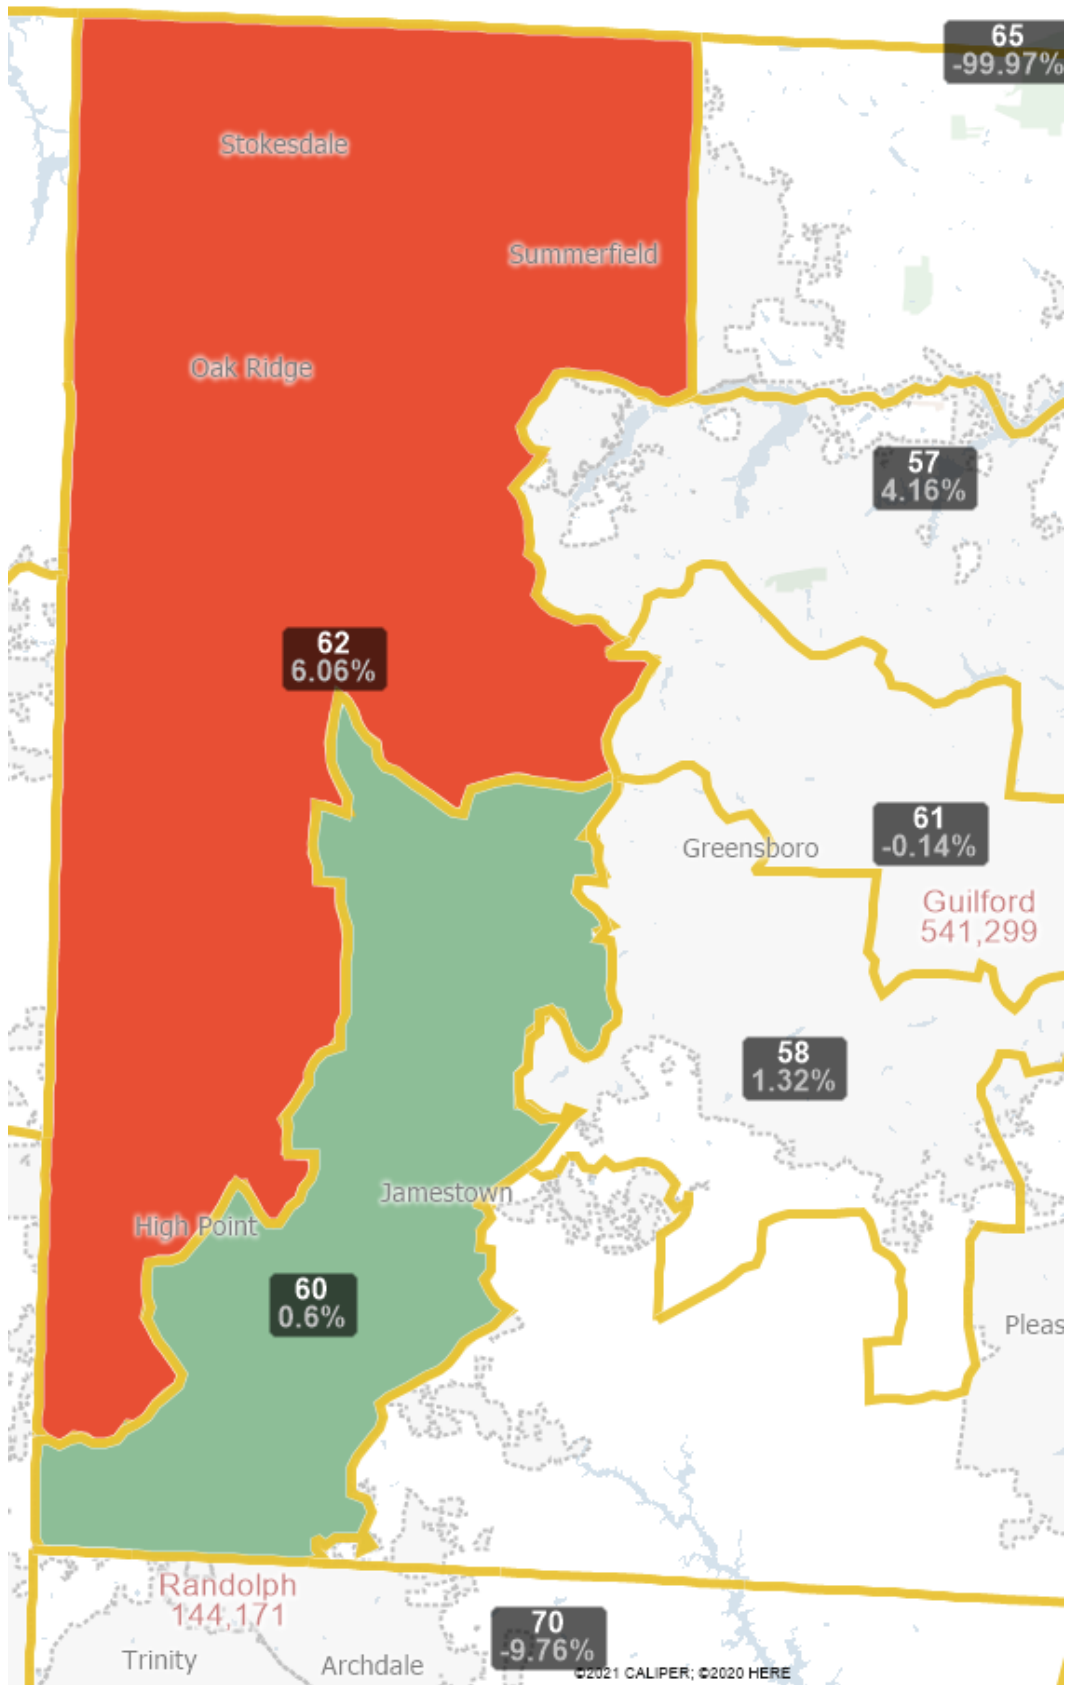 65
-99.97%
Stokesdale
Summerfield
Oak Ridge
57
4.16%
62
6.06%
61
-0.14%
Greensboro
Guilford
541,299
58
1.32%
Jamestown
High Point
60
0.6%
Pleas
Randolph
144,171
70
-9.76%
Trinity
Archdale
©2021 CALIPER; ©2020 HERE